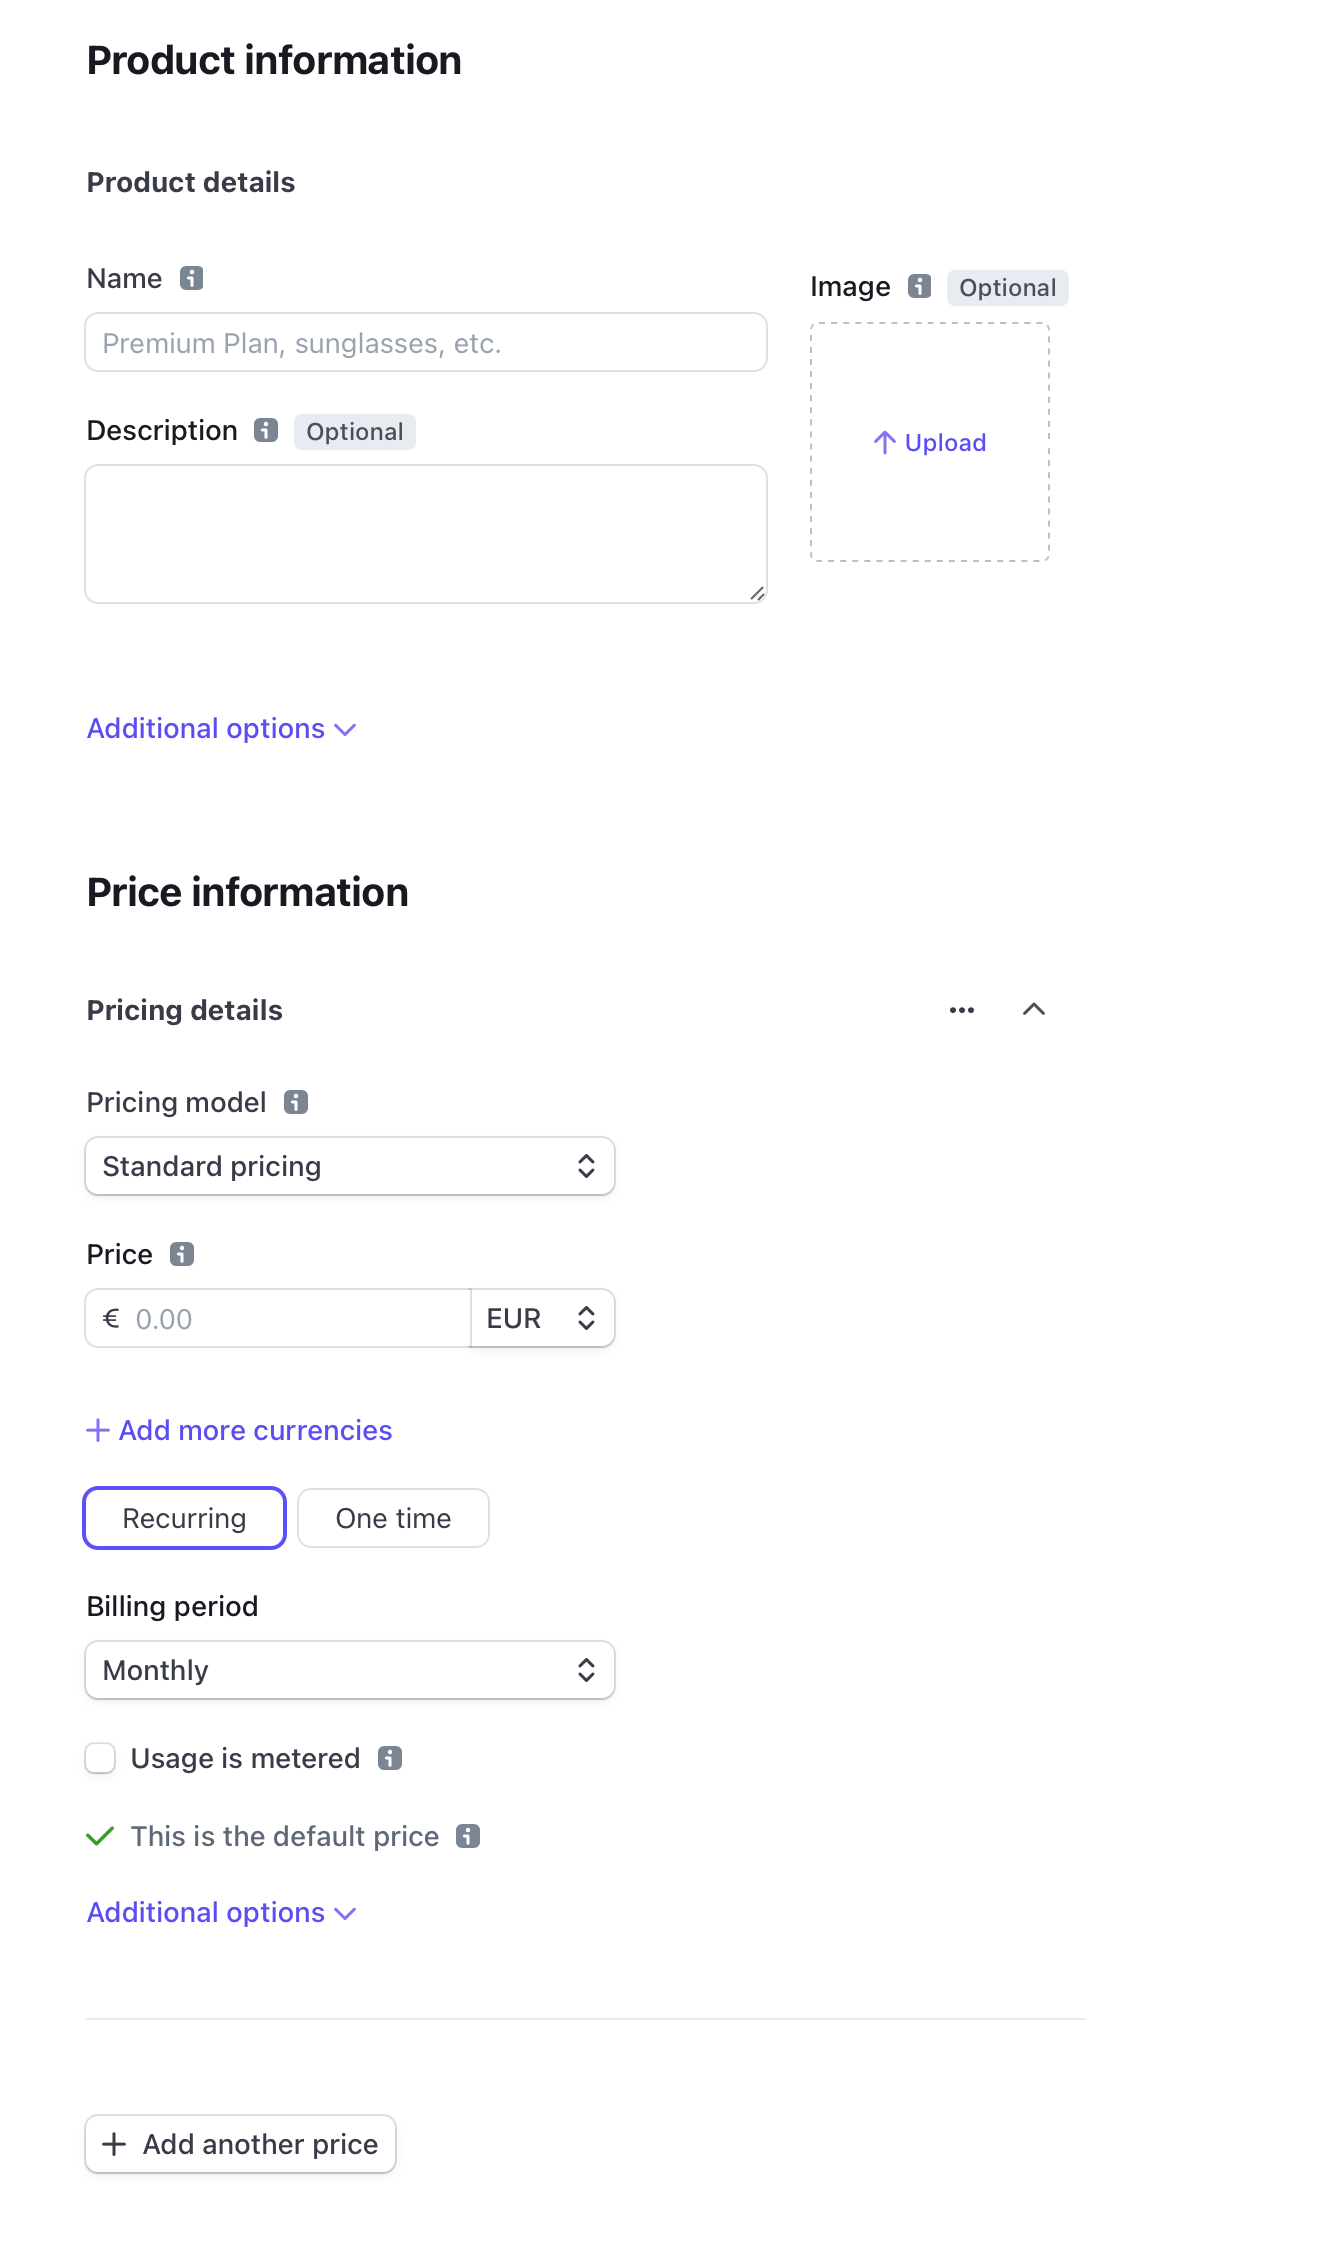 Product information
Product details
Name
Premium Plan, sunglasses, etc.
Image Optional
Upload
Description Optional
Additional options
Price information
Pricing details
Pricing model
Standard pricing
Price
€ 0.00 EUR
Add more currencies
Recurring One time
Billing period
Monthly
Usage is metered
This is the default price
Additional options
Add another price